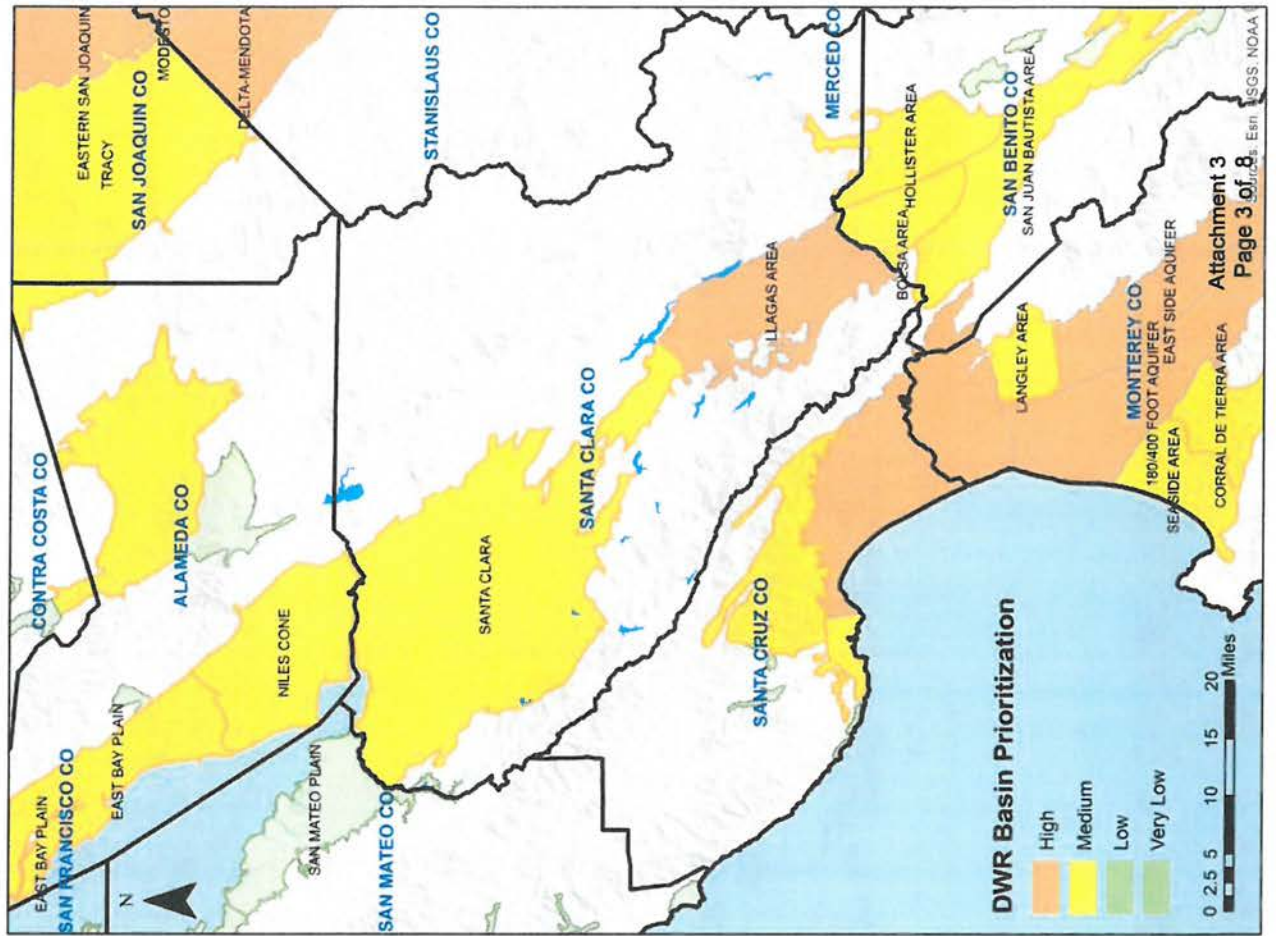 CONTRA COSTA CO
EASTERN SAN JOAQUIN
TRACY
SAN JOAQUIN CO
MODESTO
DELTA-MENDOTA
EAST BAY PLAIN
SAN FRANCISCO CO
EAST BAY PLAIN
ALAMEDA CO
N
NILES CONE
STANISLAUS CO
SAN MATEO PLAIN
SAN MATEO CO
SANTA CLARA
SANTA CLARA CO
MERCED CO
LLAGAS AREA
SANTA CRUZ CO
BOLSA AREA
HOLLISTER AREA
SAN BENITO CO
SAN JUAN BAUTISTA AREA
LANGLEY AREA
MONTEREY CO
180/400 FOOT AQUIFER
EAST SIDE AQUIFER
SEASIDE AREA
CORRAL DE TIERRA AREA
DWR Basin Prioritization
High
Medium
Low
Very Low
0 2.5 5 10 15 20
Miles
Attachment 3
Page 3 of 8
Sources: Esri, USGS, NOAA